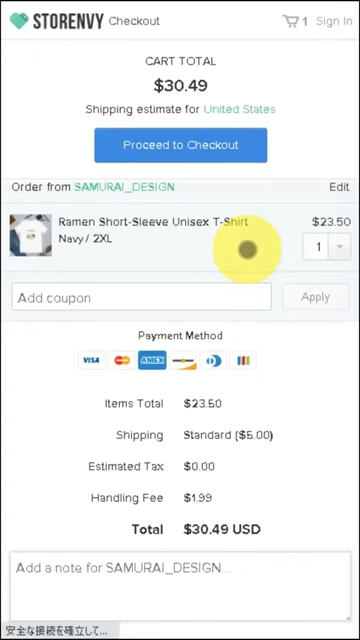 STORENVY Checkout 1 Sign In
CART TOTAL
$30.49
Shipping estimate for United States
Proceed to Checkout
Order from SAMURAI_DESIGN Edit
Ramen Short-Sleeve Unisex T-Shirt $23.50
Navy / 2XL 1
Add coupon Apply
Payment Method
VISA AMEX
Items Total $23.50
Shipping Standard ($5.00)
Estimated Tax $0.00
Handling Fee $1.99
Total $30.49 USD
Add a note for SAMURAI_DESIGN...
安全な接続を確立して...